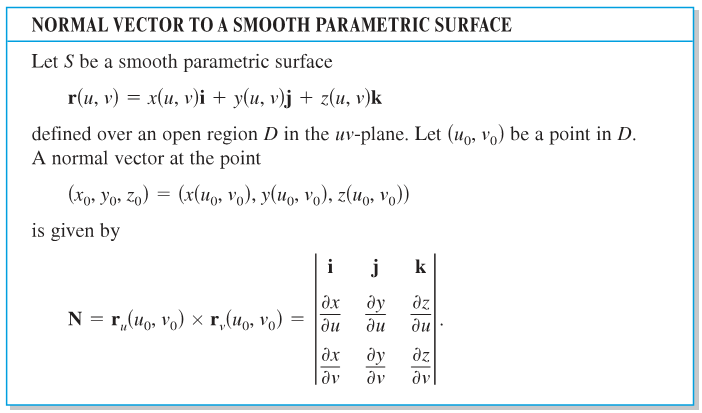 NORMAL VECTOR TO A SMOOTH PARAMETRIC SURFACE
Let S be a smooth parametric surface
r(u, v) = x(u, v)i + y(u, v)j + z(u, v)k
defined over an open region D in the uv-plane. Let (u₀, v₀) be a point in D.
A normal vector at the point
(x₀, y₀, z₀) = (x(u₀, v₀), y(u₀, v₀), z(u₀, v₀))
is given by
N = rᵤ(u₀, v₀) × rᵥ(u₀, v₀) = | i j k |
| ∂x/∂u ∂y/∂u ∂z/∂u | .
| ∂x/∂v ∂y/∂v ∂z/∂v |